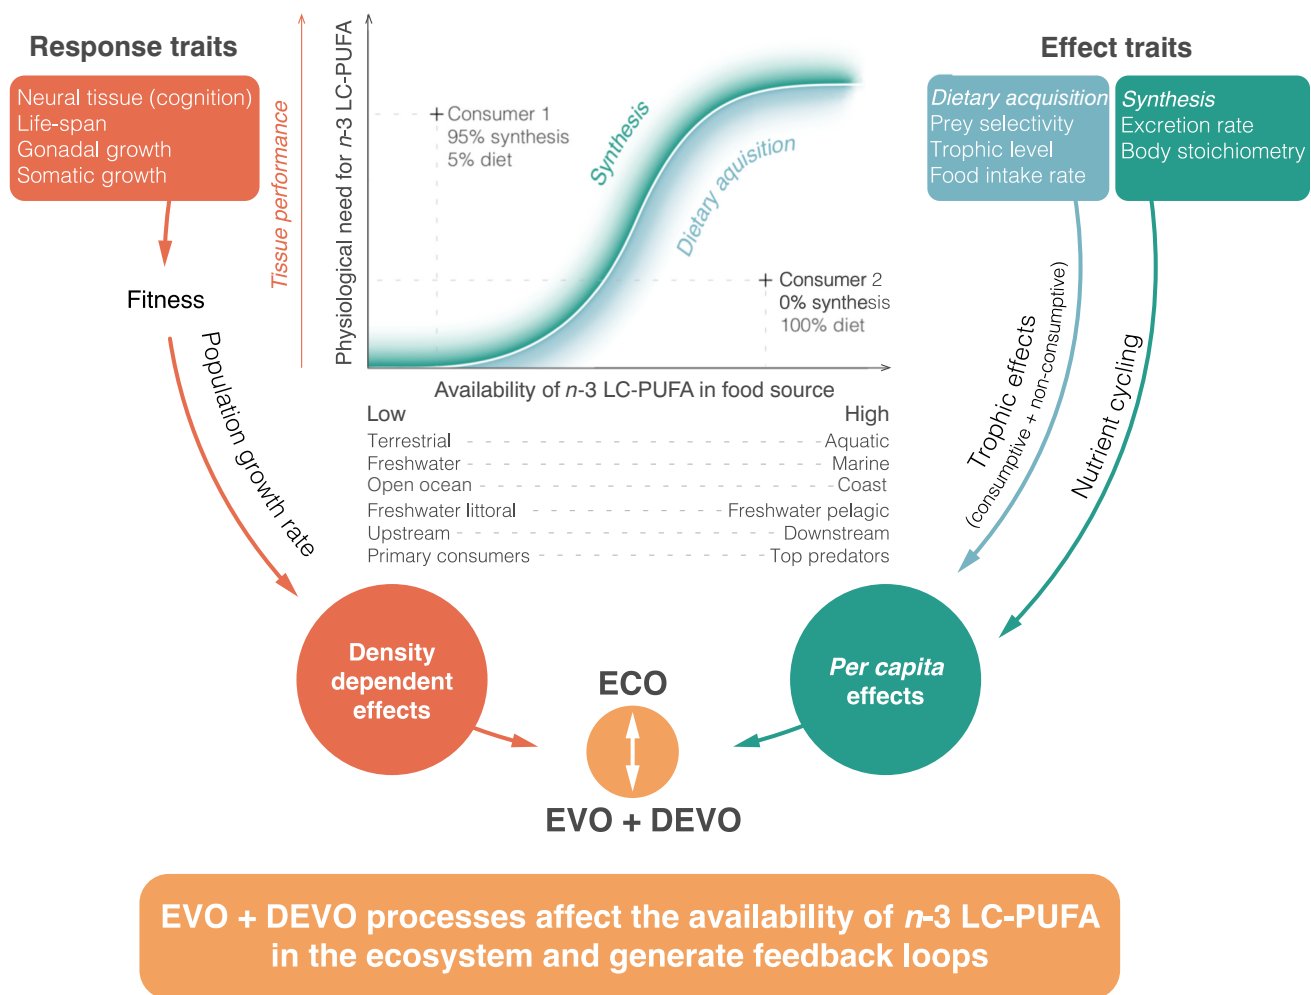 Response traits
Neural tissue (cognition)
Life-span
Gonadal growth
Somatic growth
Fitness
Population growth rate
Tissue performance
Physiological need for n-3 LC-PUFA
Consumer 1
95% synthesis
5% diet
Synthesis
Dietary aquisition
Consumer 2
0% synthesis
100% diet
Availability of n-3 LC-PUFA in food source
Low High
Terrestrial Aquatic
Freshwater Marine
Open ocean Coast
Freshwater littoral Freshwater pelagic
Upstream Downstream
Primary consumers Top predators
Effect traits
Dietary acquisition
Prey selectivity
Trophic level
Food intake rate
Synthesis
Excretion rate
Body stoichiometry
Trophic effects
(consumptive + non-consumptive)
Nutrient cycling
Density
dependent
effects
Per capita
effects
ECO
EVO + DEVO
EVO + DEVO processes affect the availability of n-3 LC-PUFA
in the ecosystem and generate feedback loops